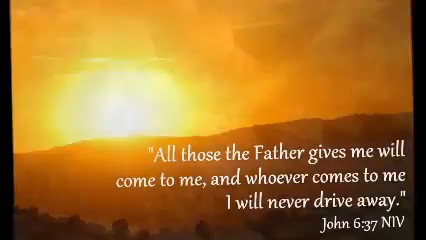 "All those the Father gives me will
come to me, and whoever comes to me
I will never drive away."
John 6:37 NIV